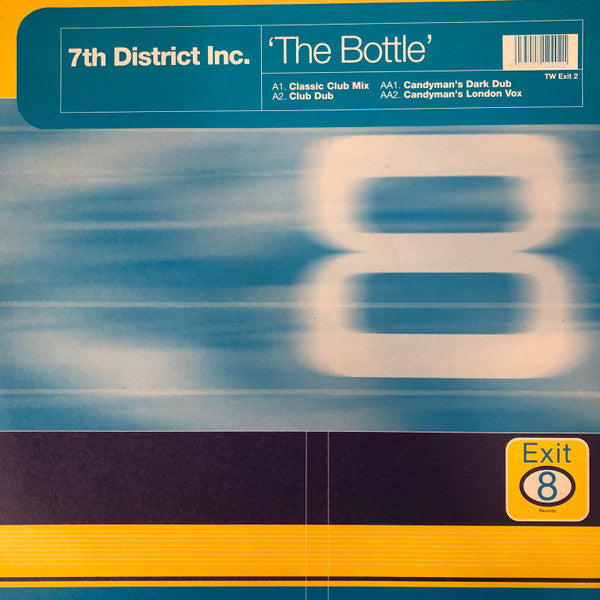 7th District Inc.
'The Bottle'
A1. Classic Club Mix
A2. Club Dub
AA1. Candyman's Dark Dub
AA2. Candyman's London Vox
TW Exit 2
8
Exit
8
Records